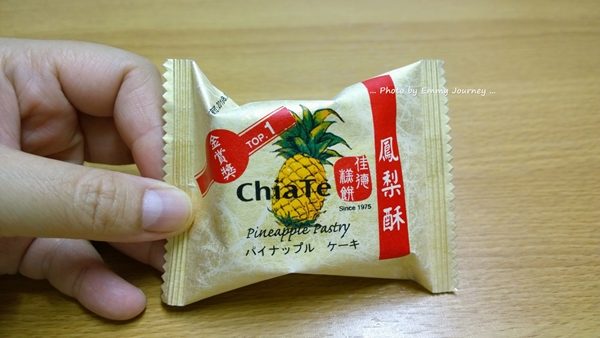 ... Photo by Emmy Journey ...
金賞獎
TOP.1
ChiaTe
佳德
糕餅
Since 1975
鳳梨酥
Pineapple Pastry
パイナップル ケーキ